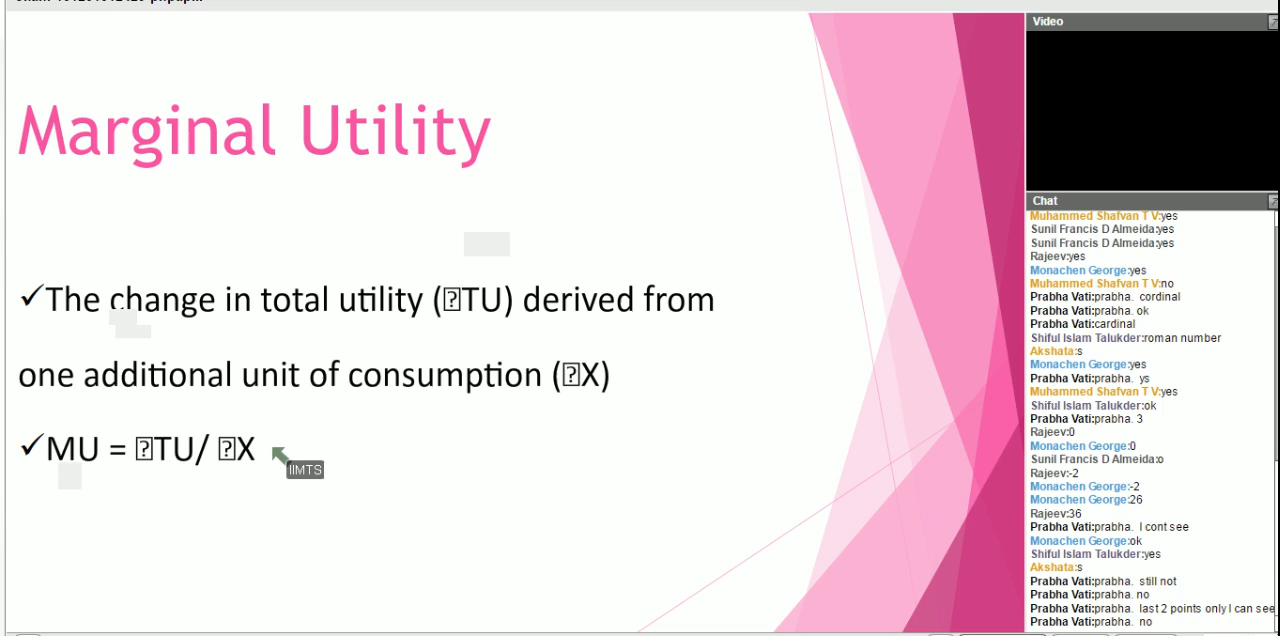 Marginal Utility
✓The change in total utility (⍰TU) derived from
one additional unit of consumption (⍰X)
✓MU = ⍰TU/ ⍰X
IIMTS
Video
Chat
Muhammed Shafvan T V:yes
Sunil Francis D Almeida:yes
Sunil Francis D Almeida:yes
Rajeev:yes
Monachen George:yes
Muhammed Shafvan T V:no
Prabha Vati:prabha. cordinal
Prabha Vati:prabha. ok
Prabha Vati:cardinal
Shiful Islam Talukder:roman number
Akshata:s
Monachen George:yes
Prabha Vati:prabha. ys
Muhammed Shafvan T V:yes
Shiful Islam Talukder:ok
Prabha Vati:prabha. 3
Rajeev:0
Monachen George:0
Sunil Francis D Almeida:o
Rajeev:-2
Monachen George:-2
Monachen George:26
Rajeev:36
Prabha Vati:prabha. I cont see
Monachen George:ok
Shiful Islam Talukder:yes
Akshata:s
Prabha Vati:prabha. still not
Prabha Vati:prabha. no
Prabha Vati:prabha. last 2 points only I can see
Prabha Vati:prabha. no